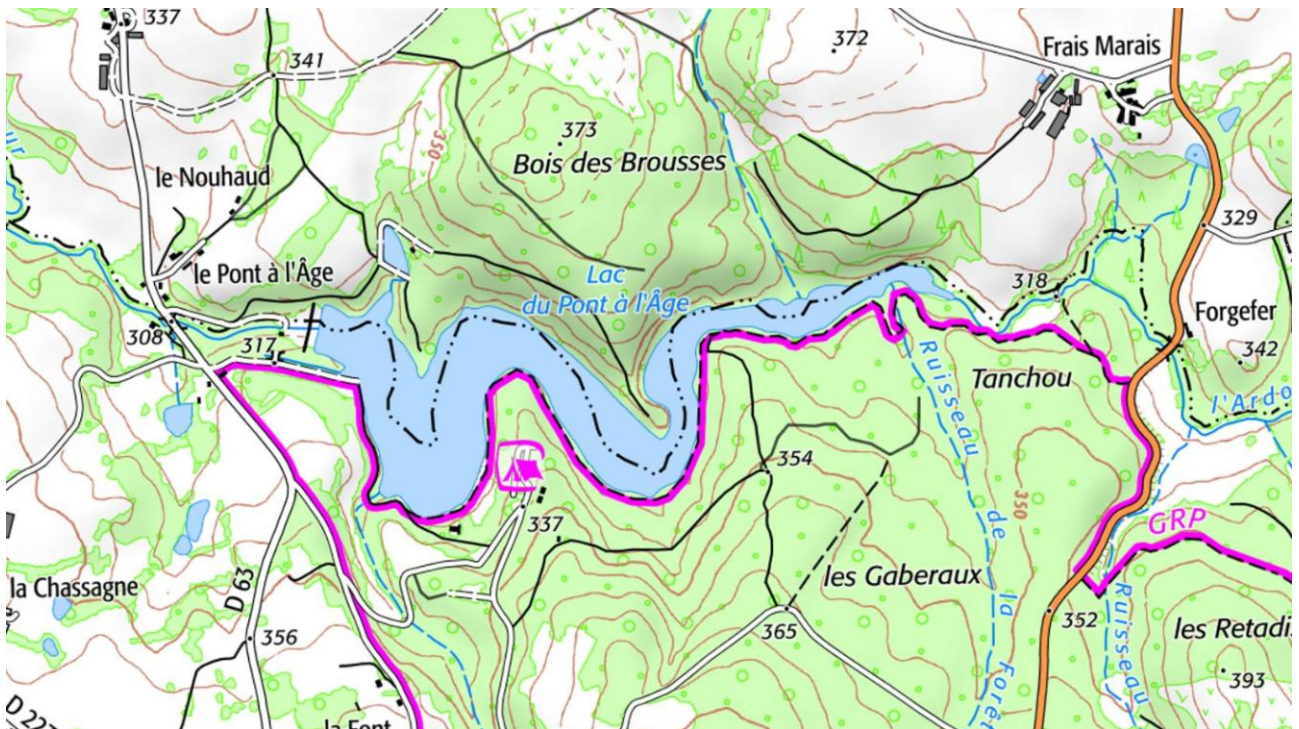 337
341
372
Frais Marais
373
350
Bois des Brousses
le Nouhaud
329
le Pont à l'Âge
Lac
du Pont à l'Âge
318
Forgefer
308
317
342
Ruisseau
de
la
Forêt
Tanchou
l'Ardo
354
350
337
GRP
la Chassagne
D 63
les Gaberaux
356
365
352
Ruisseau
les Retadi
393
D 227
la Font